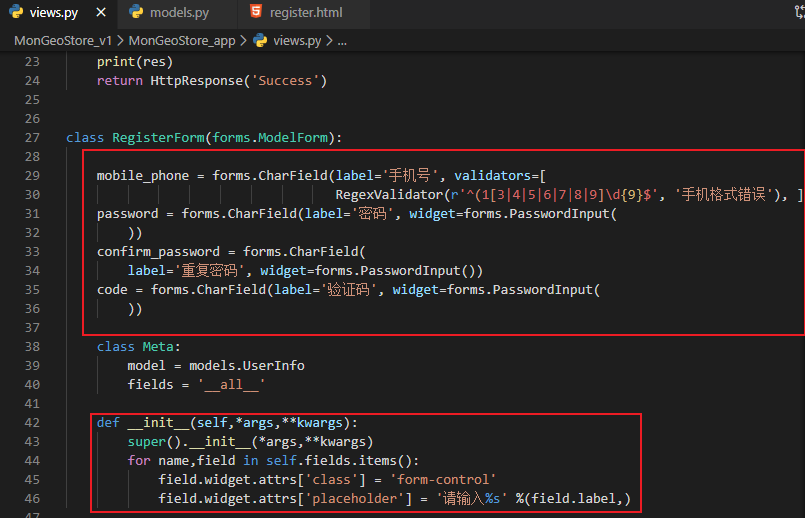 views.py × models.py register.html
MonGeoStore_v1 > MonGeoStore_app > views.py > ...
23 print(res)
24 return HttpResponse('Success')
25
26
27 class RegisterForm(forms.ModelForm):
28
29 mobile_phone = forms.CharField(label='手机号', validators=[
30 RegexValidator(r'^(1[3|4|5|6|7|8|9]\d{9}$', '手机格式错误'), ]
31 password = forms.CharField(label='密码', widget=forms.PasswordInput(
32 ))
33 confirm_password = forms.CharField(
34 label='重复密码', widget=forms.PasswordInput())
35 code = forms.CharField(label='验证码', widget=forms.PasswordInput(
36 ))
37
38 class Meta:
39 model = models.UserInfo
40 fields = '__all__'
41
42 def __init__(self,*args,**kwargs):
43 super().__init__(*args,**kwargs)
44 for name,field in self.fields.items():
45 field.widget.attrs['class'] = 'form-control'
46 field.widget.attrs['placeholder'] = '请输入%s' %(field.label,)
47